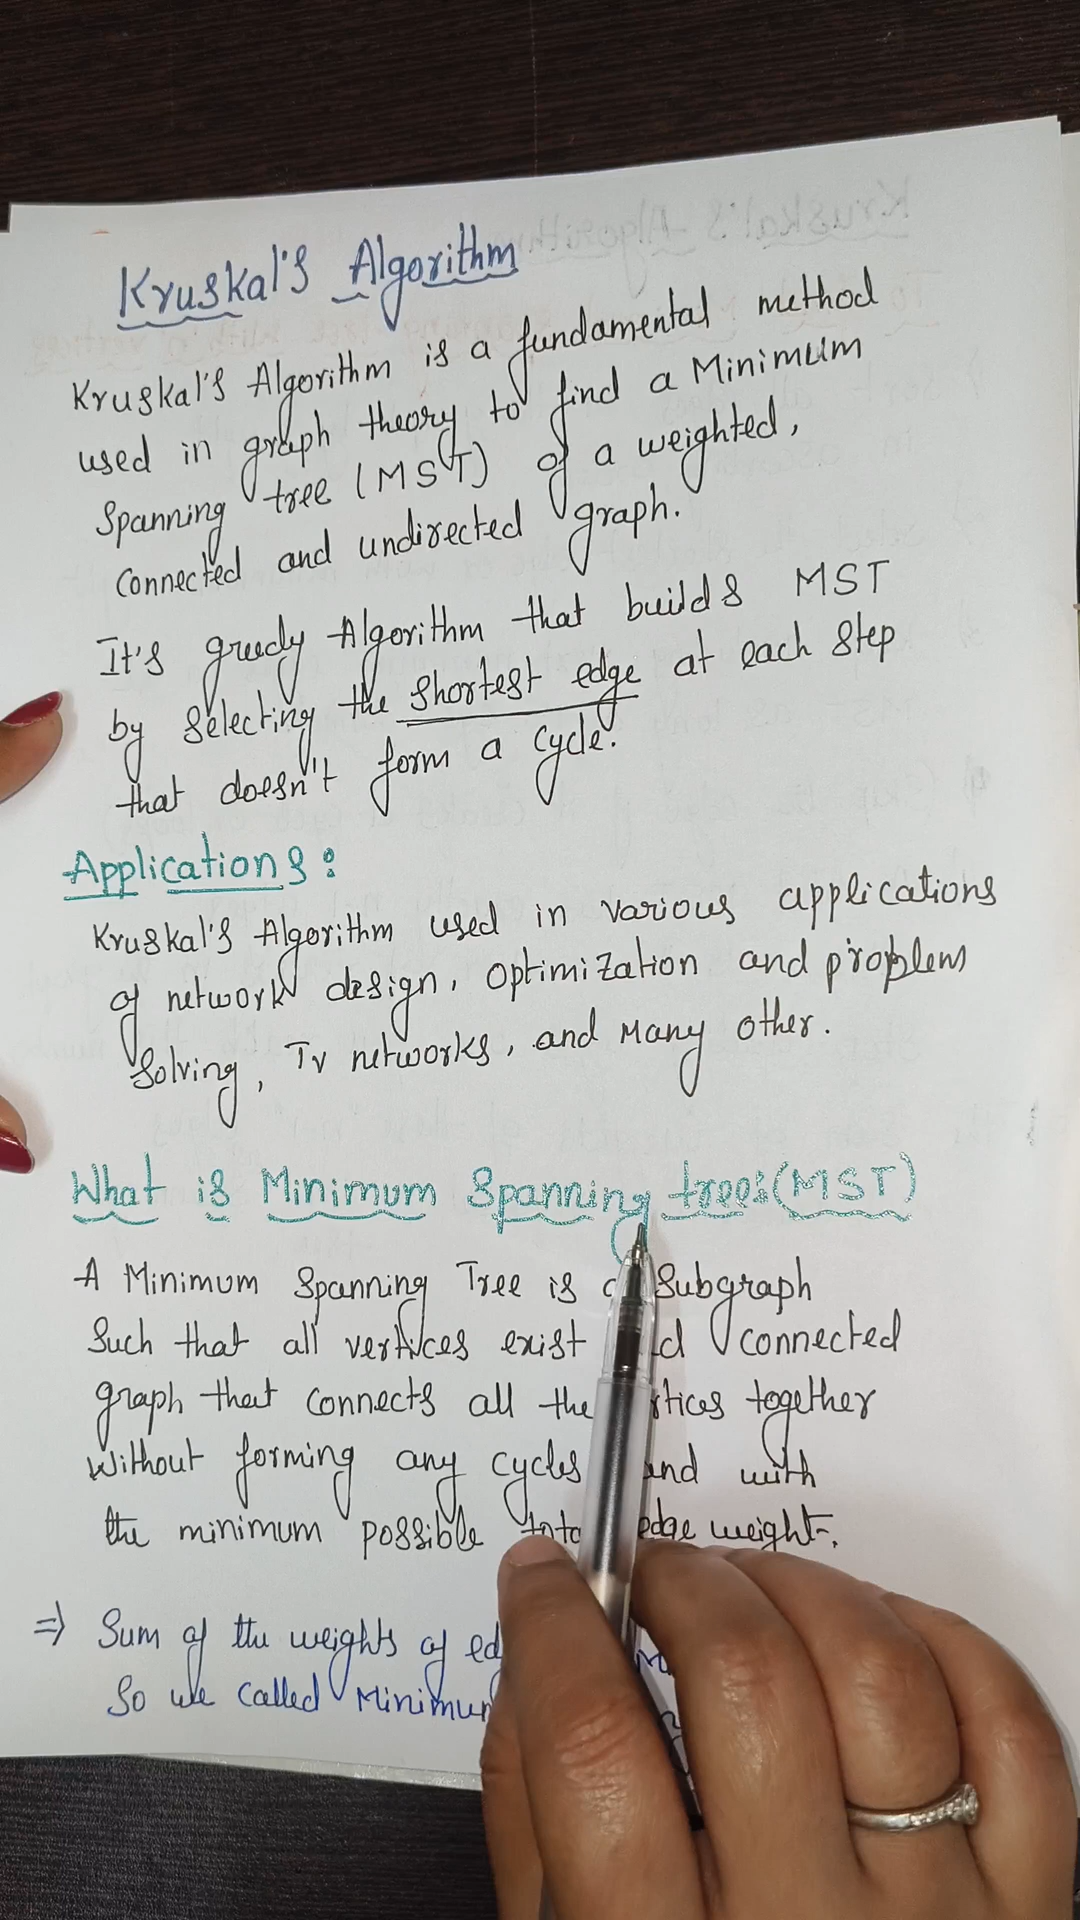 Kruskal's Algorithm
Kruskal's Algorithm is a fundamental method
used in graph theory to find a Minimum
Spanning tree (MST) of a weighted,
connected and undirected graph.
It's greedy Algorithm that builds MST
by selecting the shortest edge at each step
that doesn't form a cycle.
Applications:
Kruskal's Algorithm used in various applications
of network design, optimization and problem
solving, Tv networks, and many other.
What is Minimum Spanning trees(MST)
A Minimum Spanning Tree is a Subgraph
Such that all vertices exist connected
graph that connects all the together
without forming any cycles and with
the minimum possible edge weight.
⇒ Sum of the weights of
So we called